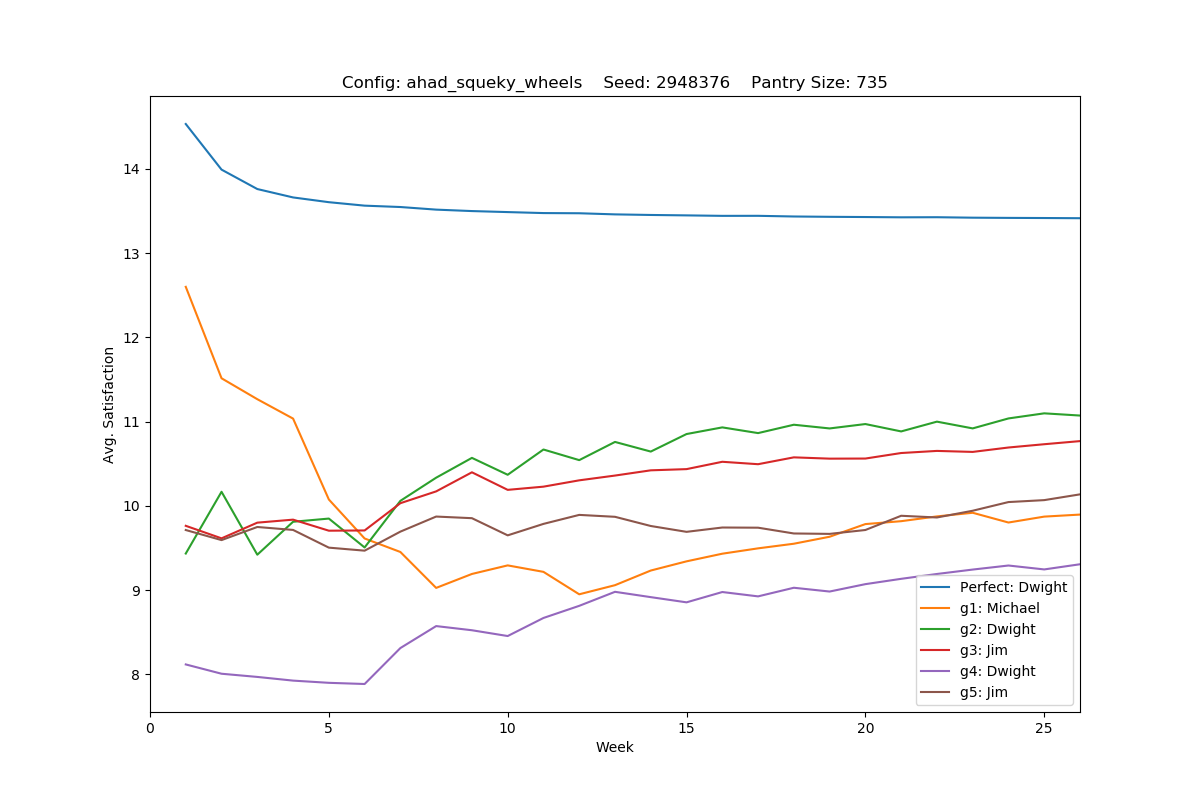 Config: ahad_squeky_wheels    Seed: 2948376    Pantry Size: 735
Avg. Satisfaction
14
13
12
11
10
9
8
0 5 10 15 20 25
Week
Perfect: Dwight
g1: Michael
g2: Dwight
g3: Jim
g4: Dwight
g5: Jim